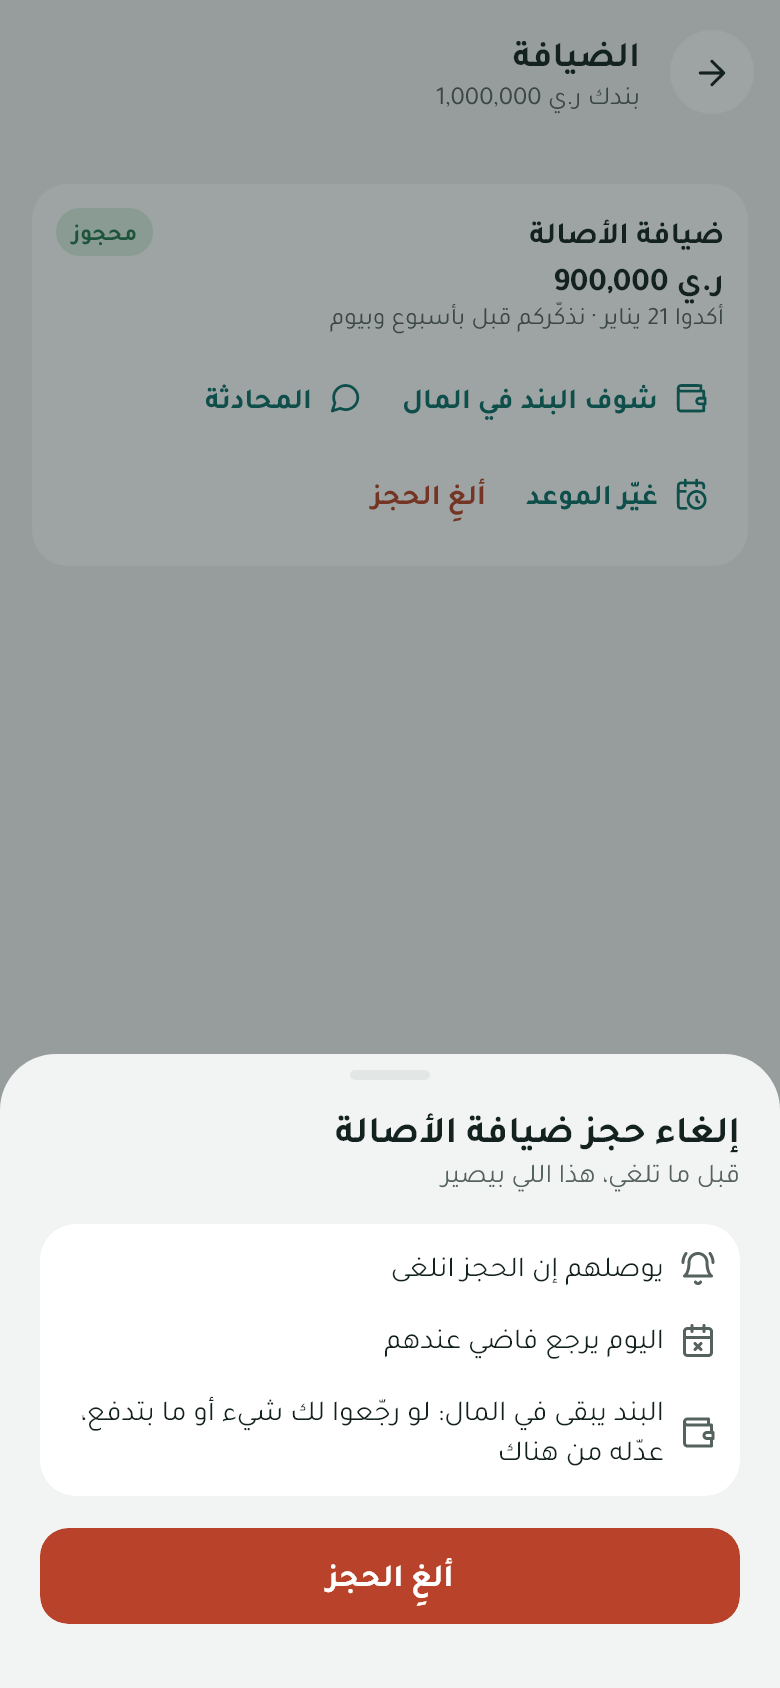 الضيافة
بندك ر.ي 1,000,000
ضيافة الأصالة
محجوز
ر.ي 900,000
أكدوا 21 يناير · نذكّركم قبل بأسبوع وبيوم
شوف البند في المال
المحادثة
غيّر الموعد
ألغِ الحجز
إلغاء حجز ضيافة الأصالة
قبل ما تلغي، هذا اللي بيصير
يوصلهم إن الحجز انلغى
اليوم يرجع فاضي عندهم
البند يبقى في المال: لو رجّعوا لك شيء أو ما بتدفع،
عدّله من هناك
ألغِ الحجز